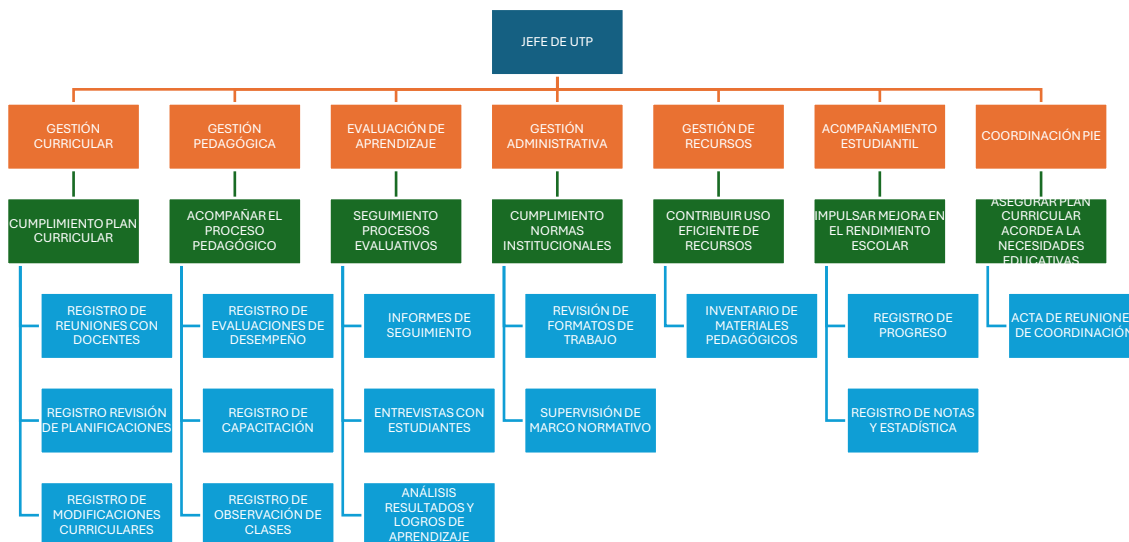 JEFE DE UTP
GESTIÓN
CURRICULAR
GESTIÓN
PEDAGÓGICA
EVALUACIÓN DE
APRENDIZAJE
GESTIÓN
ADMINISTRATIVA
GESTIÓN DE
RECURSOS
AC0MPAÑAMIENTO
ESTUDIANTIL
COORDINACIÓN PIE
CUMPLIMIENTO PLAN
CURRICULAR
ACOMPAÑAR EL
PROCESO
PEDAGÓGICO
SEGUIMIENTO
PROCESOS
EVALUATIVOS
CUMPLIMIENTO
NORMAS
INSTITUCIONALES
CONTRIBUIR USO
EFICIENTE DE
RECURSOS
IMPULSAR MEJORA EN
EL RENDIMIENTO
ESCOLAR
ASEGURAR PLAN
CURRICULAR
ACORDE A LA
NECESIDADES
EDUCATIVAS
REGISTRO DE
REUNIONES CON
DOCENTES
REGISTRO DE
EVALUACIONES DE
DESEMPEÑO
INFORMES DE
SEGUIMIENTO
REVISIÓN DE
FORMATOS DE
TRABAJO
INVENTARIO DE
MATERIALES
PEDAGÓGICOS
REGISTRO DE
PROGRESO
ACTA DE REUNIONE
DE COORDINACIÓN
REGISTRO REVISIÓN
DE PLANIFICACIONES
REGISTRO DE
CAPACITACIÓN
ENTREVISTAS CON
ESTUDIANTES
SUPERVISIÓN DE
MARCO NORMATIVO
REGISTRO DE NOTAS
Y ESTADÍSTICA
REGISTRO DE
MODIFICACIONES
CURRICULARES
REGISTRO DE
OBSERVACIÓN DE
CLASES
ANÁLISIS
RESULTADOS Y
LOGROS DE
APRENDIZAJE